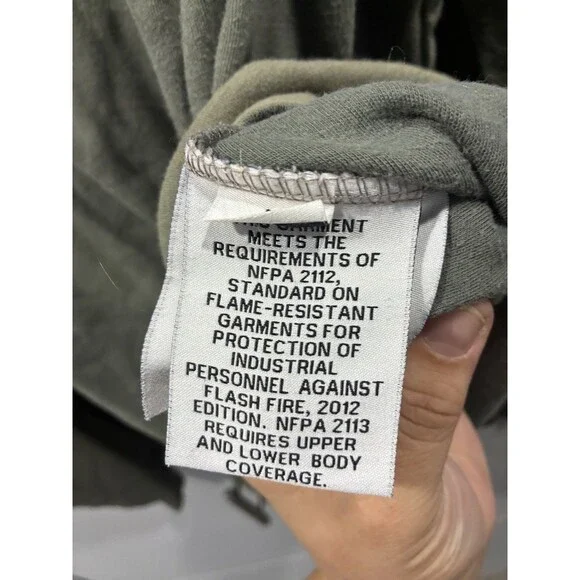 THIS GARMENT
MEETS THE
REQUIREMENTS OF
NFPA 2112,
STANDARD ON
FLAME-RESISTANT
GARMENTS FOR
PROTECTION OF
INDUSTRIAL
PERSONNEL AGAINST
FLASH FIRE, 2012
EDITION. NFPA 2113
REQUIRES UPPER
AND LOWER BODY
COVERAGE.